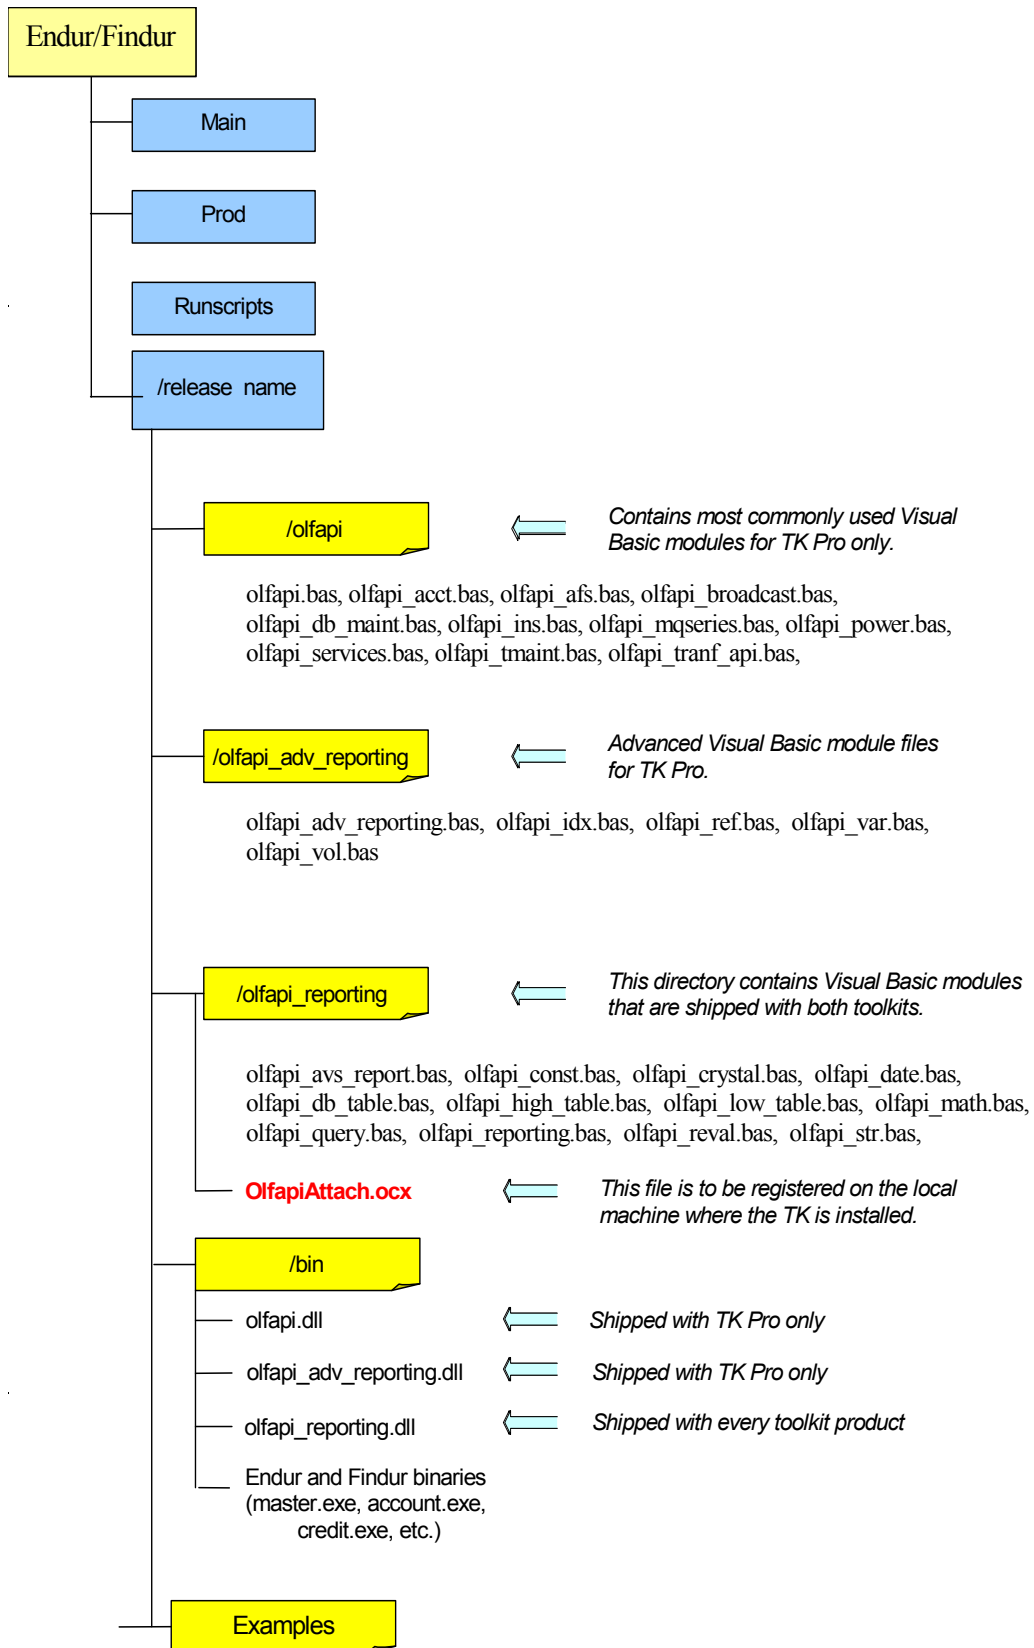 Endur/Findur
Main
Prod
Runscripts
/release_name
/olfapi
Contains most commonly used Visual
Basic modules for TK Pro only.
olfapi.bas, olfapi_acct.bas, olfapi_afs.bas, olfapi_broadcast.bas,
olfapi_db_maint.bas, olfapi_ins.bas, olfapi_mqseries.bas, olfapi_power.bas,
olfapi_services.bas, olfapi_tmaint.bas, olfapi_tranf_api.bas,
/olfapi_adv_reporting
Advanced Visual Basic module files
for TK Pro.
olfapi_adv_reporting.bas, olfapi_idx.bas, olfapi_ref.bas, olfapi_var.bas,
olfapi_vol.bas
/olfapi_reporting
This directory contains Visual Basic modules
that are shipped with both toolkits.
olfapi_avs_report.bas, olfapi_const.bas, olfapi_crystal.bas, olfapi_date.bas,
olfapi_db_table.bas, olfapi_high_table.bas, olfapi_low_table.bas, olfapi_math.bas,
olfapi_query.bas, olfapi_reporting.bas, olfapi_reval.bas, olfapi_str.bas,
OlfapiAttach.ocx
This file is to be registered on the local
machine where the TK is installed.
/bin
olfapi.dll
Shipped with TK Pro only
olfapi_adv_reporting.dll
Shipped with TK Pro only
olfapi_reporting.dll
Shipped with every toolkit product
Endur and Findur binaries
(master.exe, account.exe,
credit.exe, etc.)
Examples